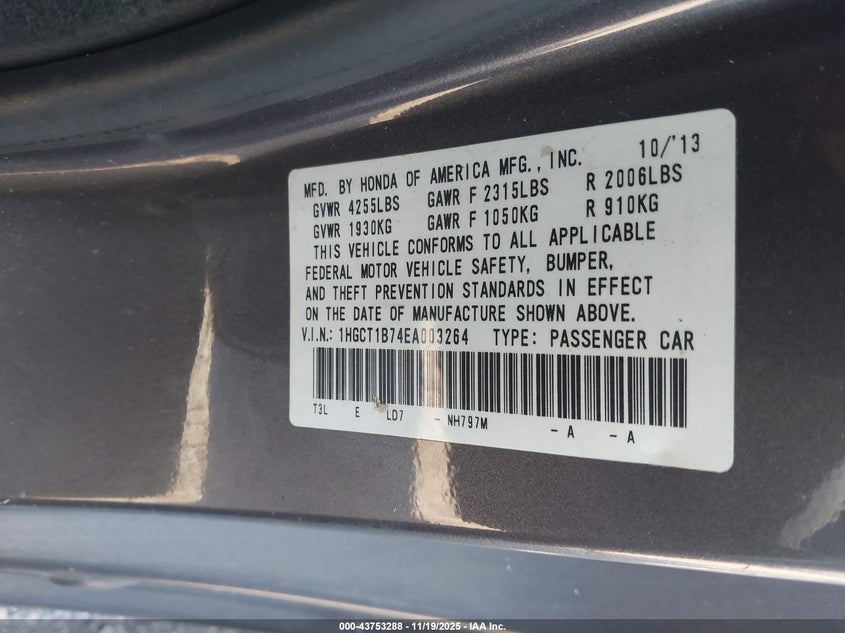 MFD. BY HONDA OF AMERICA MFG., INC. 10/'13
GVWR 4255LBS GAWR F 2315LBS R 2006LBS
GVWR 1930KG GAWR F 1050KG R 910KG
THIS VEHICLE CONFORMS TO ALL APPLICABLE
FEDERAL MOTOR VEHICLE SAFETY, BUMPER,
AND THEFT PREVENTION STANDARDS IN EFFECT
ON THE DATE OF MANUFACTURE SHOWN ABOVE.
V.I.N.: 1HGCT1B74EA003264 TYPE: PASSENGER CAR
T3L E LD7 - NH797M - A - A
000-43753288 - 11/19/2025 - IAA Inc.